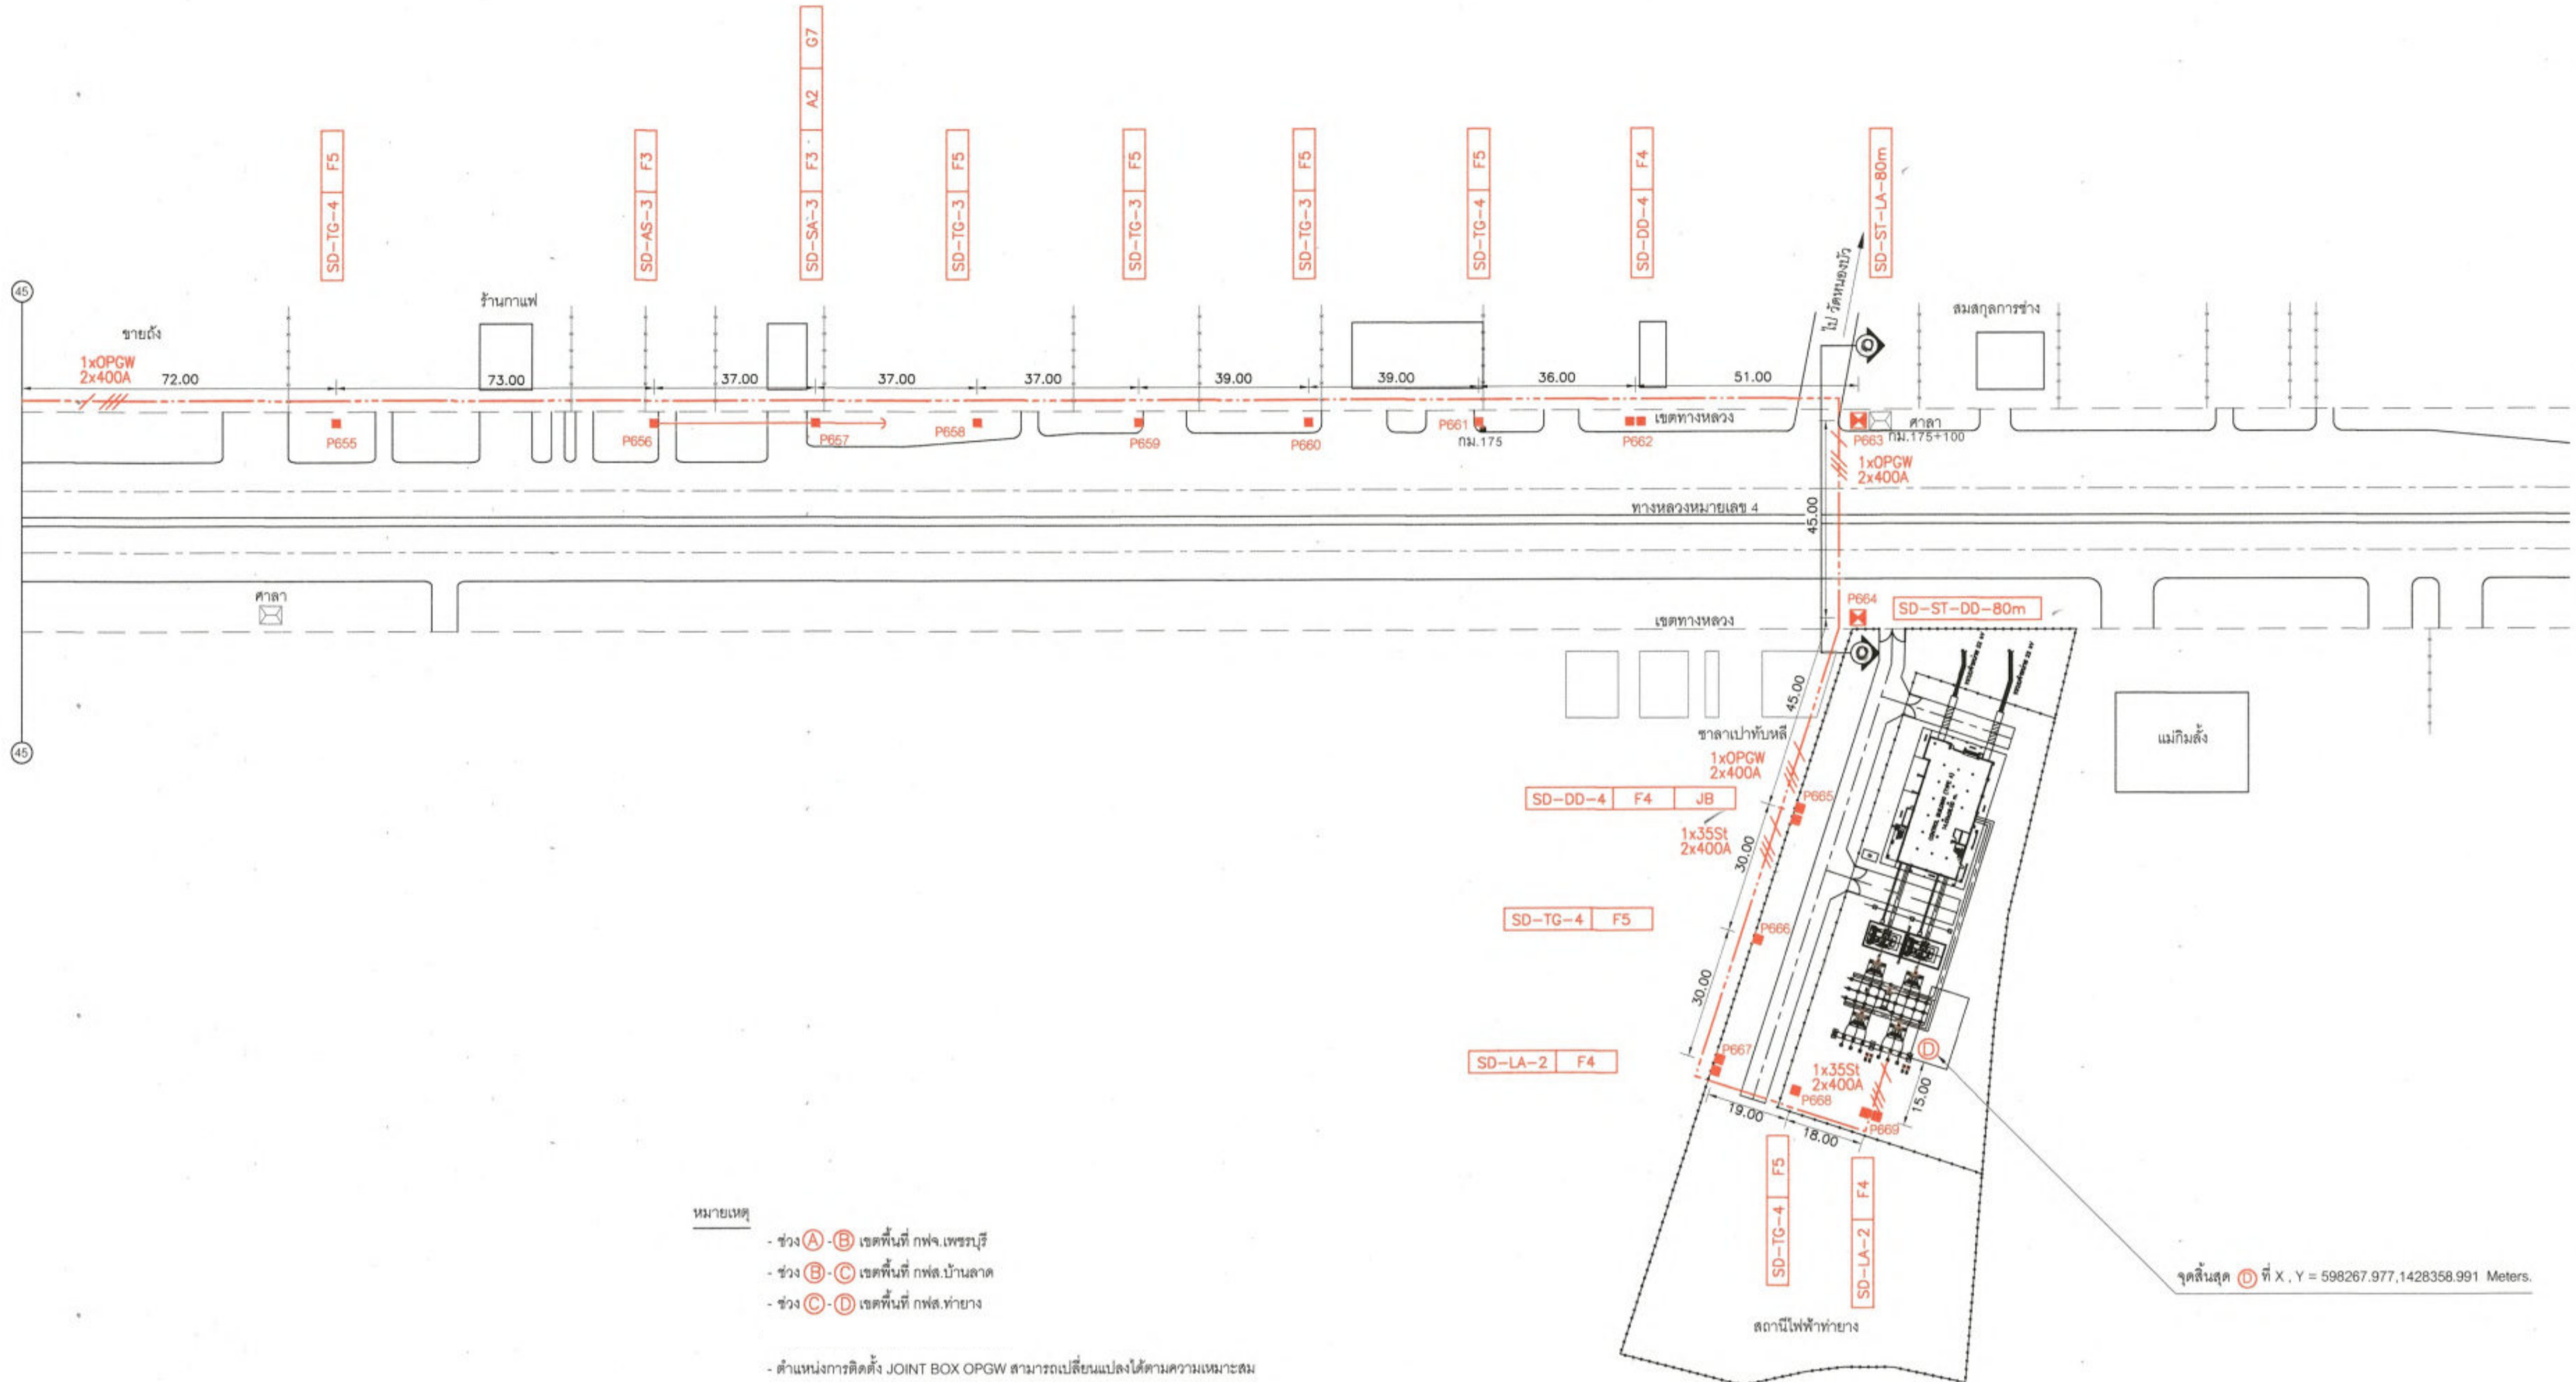 G7
A2
F5
F3
F3
F5
F5
F5
F5
F4
SD-TG-4
SD-AS-3
SD-SA-3
SD-TG-3
SD-TG-3
SD-TG-3
SD-TG-4
SD-DD-4
SD-ST-LA-80m
ไป วัดหนองบัว
45
ขายถัง
ร้านกาแฟ
สมสกุลการช่าง
1xOPGW
2x400A
72.00
73.00
37.00
37.00
37.00
39.00
39.00
36.00
51.00
P655
P656
P657
P658
P659
P660
P661
กม.175
เขตทางหลวง
P662
P663
ศาลา
กม.175+100
1xOPGW
2x400A
ทางหลวงหมายเลข 4
45.00
ศาลา
P664
SD-ST-DD-80m
เขตทางหลวง
45
45.00
ชาลาเปาทับหลี
แม่กิมลั้ง
1xOPGW
2x400A
SD-DD-4 F4 JB
P665
1x35St
2x400A
30.00
SD-TG-4 F5
P666
30.00
SD-LA-2 F4
P667
D
1x35St
2x400A
P668
15.00
19.00
18.00
P669
SD-TG-4 F5
SD-LA-2 F4
สถานีไฟฟ้าท่ายาง
จุดสิ้นสุด D ที่ X , Y = 598267.977,1428358.991 Meters.
หมายเหตุ
- ช่วง A - B เขตพื้นที่ กฟจ.เพชรบุรี
- ช่วง B - C เขตพื้นที่ กฟส.บ้านลาด
- ช่วง C - D เขตพื้นที่ กฟส.ท่ายาง
- ตำแหน่งการติดตั้ง JOINT BOX OPGW สามารถเปลี่ยนแปลงได้ตามความเหมาะสม